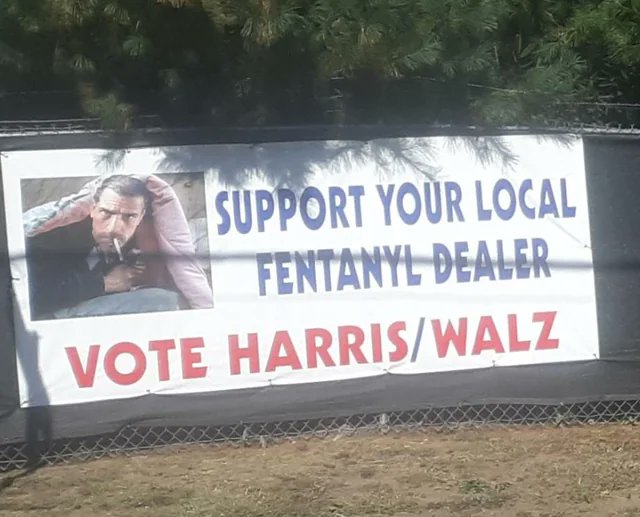 SUPPORT YOUR LOCAL
FENTANYL DEALER
VOTE HARRIS/WALZ